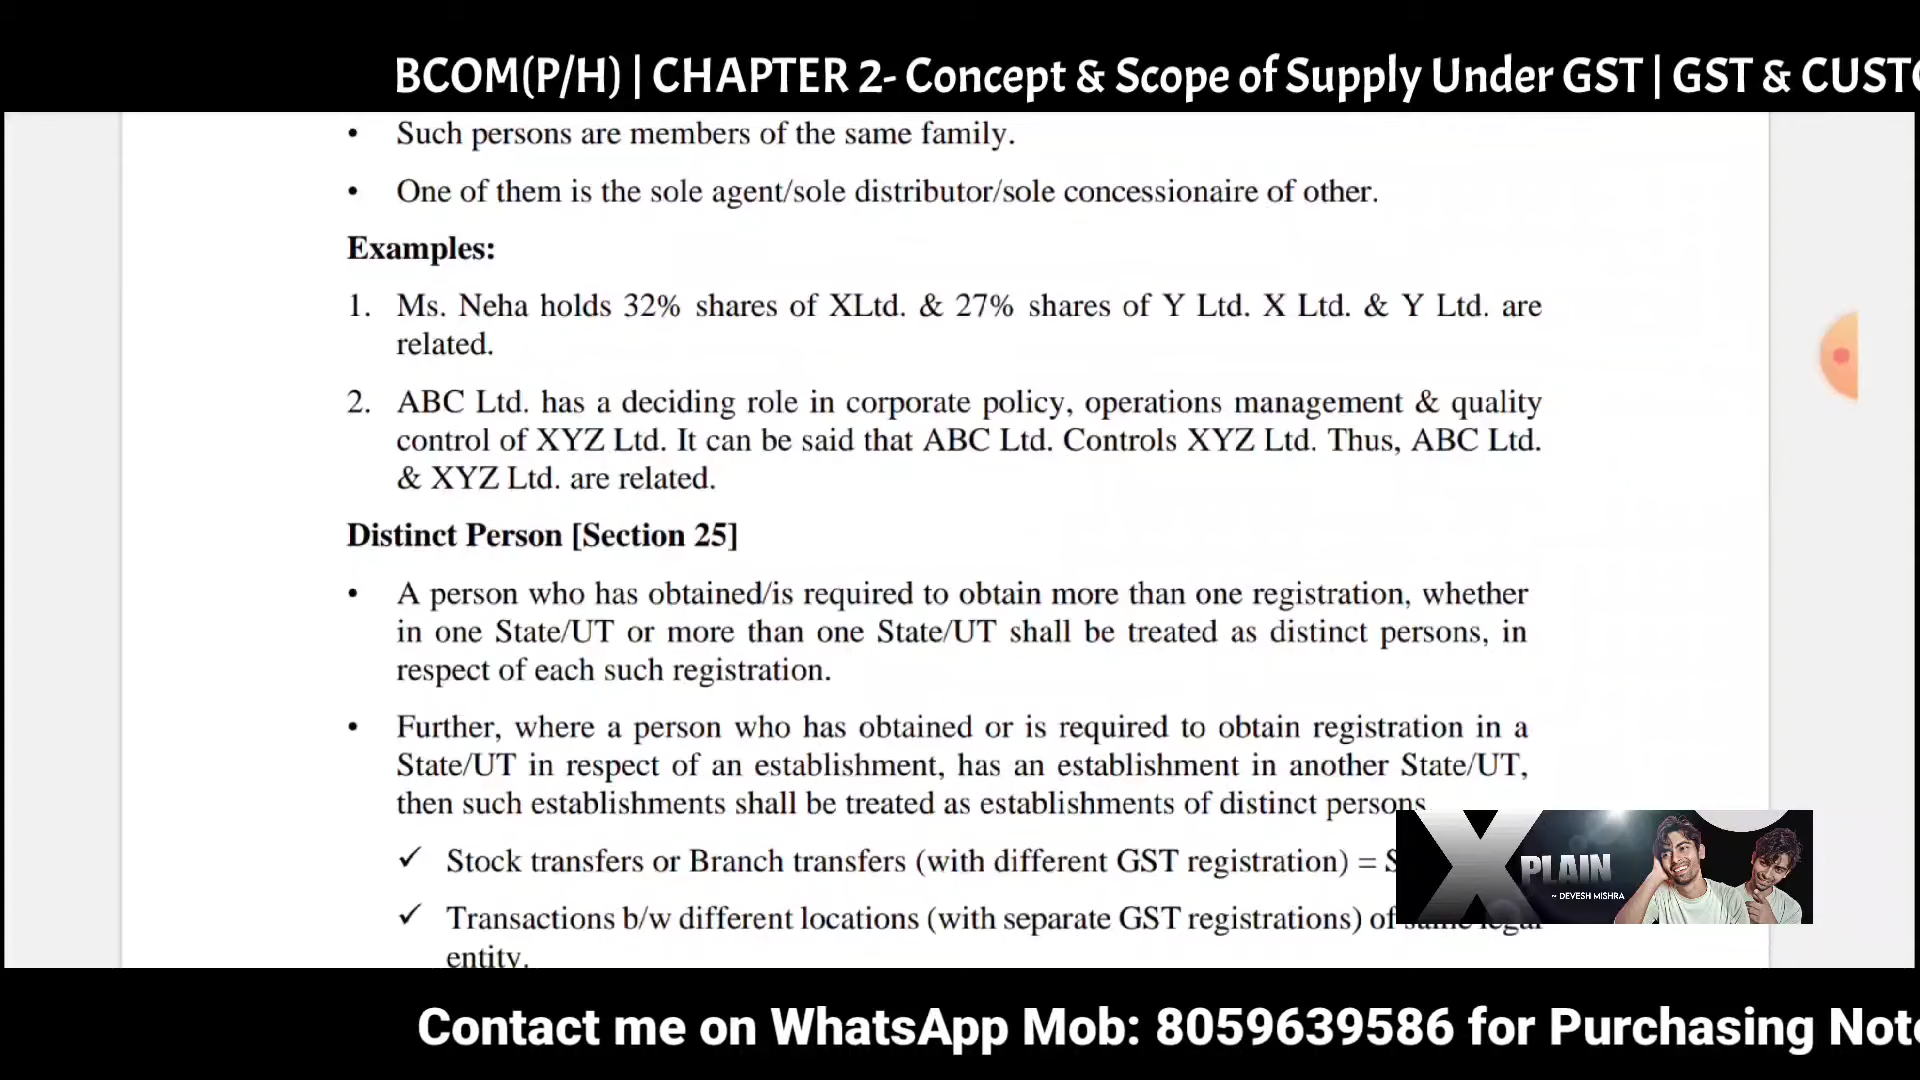 BCOM(P/H) | CHAPTER 2- Concept & Scope of Supply Under GST | GST &
• Such persons are members of the same family.
• One of them is the sole agent/sole distributor/sole concessionaire of other.
Examples:
1. Ms. Neha holds 32% shares of XLtd. & 27% shares of Y Ltd. X Ltd. & Y Ltd. are
related.
2. ABC Ltd. has a deciding role in corporate policy, operations management & quality
control of XYZ Ltd. It can be said that ABC Ltd. Controls XYZ Ltd. Thus, ABC Ltd.
& XYZ Ltd. are related.
Distinct Person [Section 25]
• A person who has obtained/is required to obtain more than one registration, whether
in one State/UT or more than one State/UT shall be treated as distinct persons, in
respect of each such registration.
• Further, where a person who has obtained or is required to obtain registration in a
State/UT in respect of an establishment, has an establishment in another State/UT,
then such establishments shall be treated as establishments of distinct persons
✓ Stock transfers or Branch transfers (with different GST registration) =
✓ Transactions b/w different locations (with separate GST registrations) of same legal
entity.
X PLAIN
~ DEVESH MISHRA
Contact me on WhatsApp Mob: 8059639586 for Purchasing